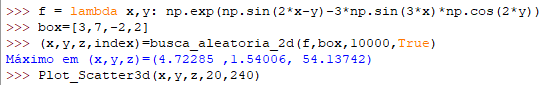 >>> f = lambda x,y: np.exp(np.sin(2*x-y)-3*np.sin(3*x)*np.cos(2*y))
>>> box=[3,7,-2,2]
>>> (x,y,z,index)=busca_aleatoria_2d(f,box,10000,True)
Máximo em (x,y,z)=(4.72285 ,1.54006, 54.13742)
>>> Plot_Scatter3d(x,y,z,20,240)